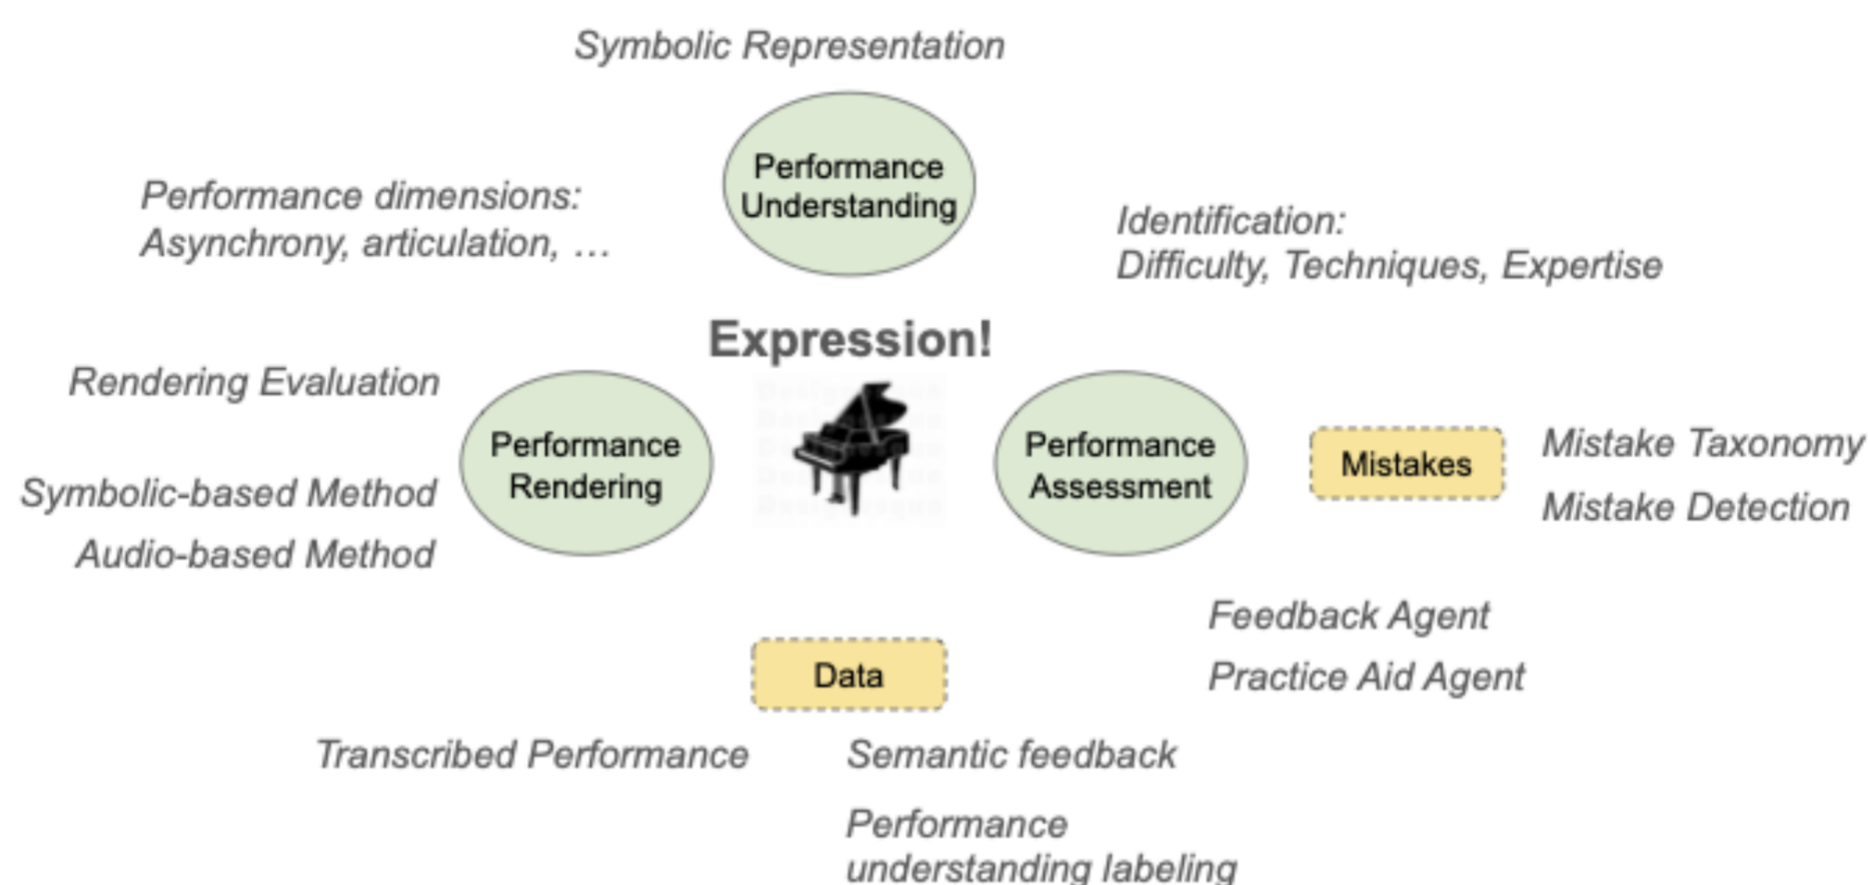 Symbolic Representation
Performance
Understanding
Performance dimensions:
Asynchrony, articulation, …
Identification:
Difficulty, Techniques, Expertise
Expression!
Rendering Evaluation
Symbolic-based Method
Audio-based Method
Performance
Rendering
Performance
Assessment
Mistakes
Mistake Taxonomy
Mistake Detection
Feedback Agent
Practice Aid Agent
Data
Transcribed Performance
Semantic feedback
Performance
understanding labeling